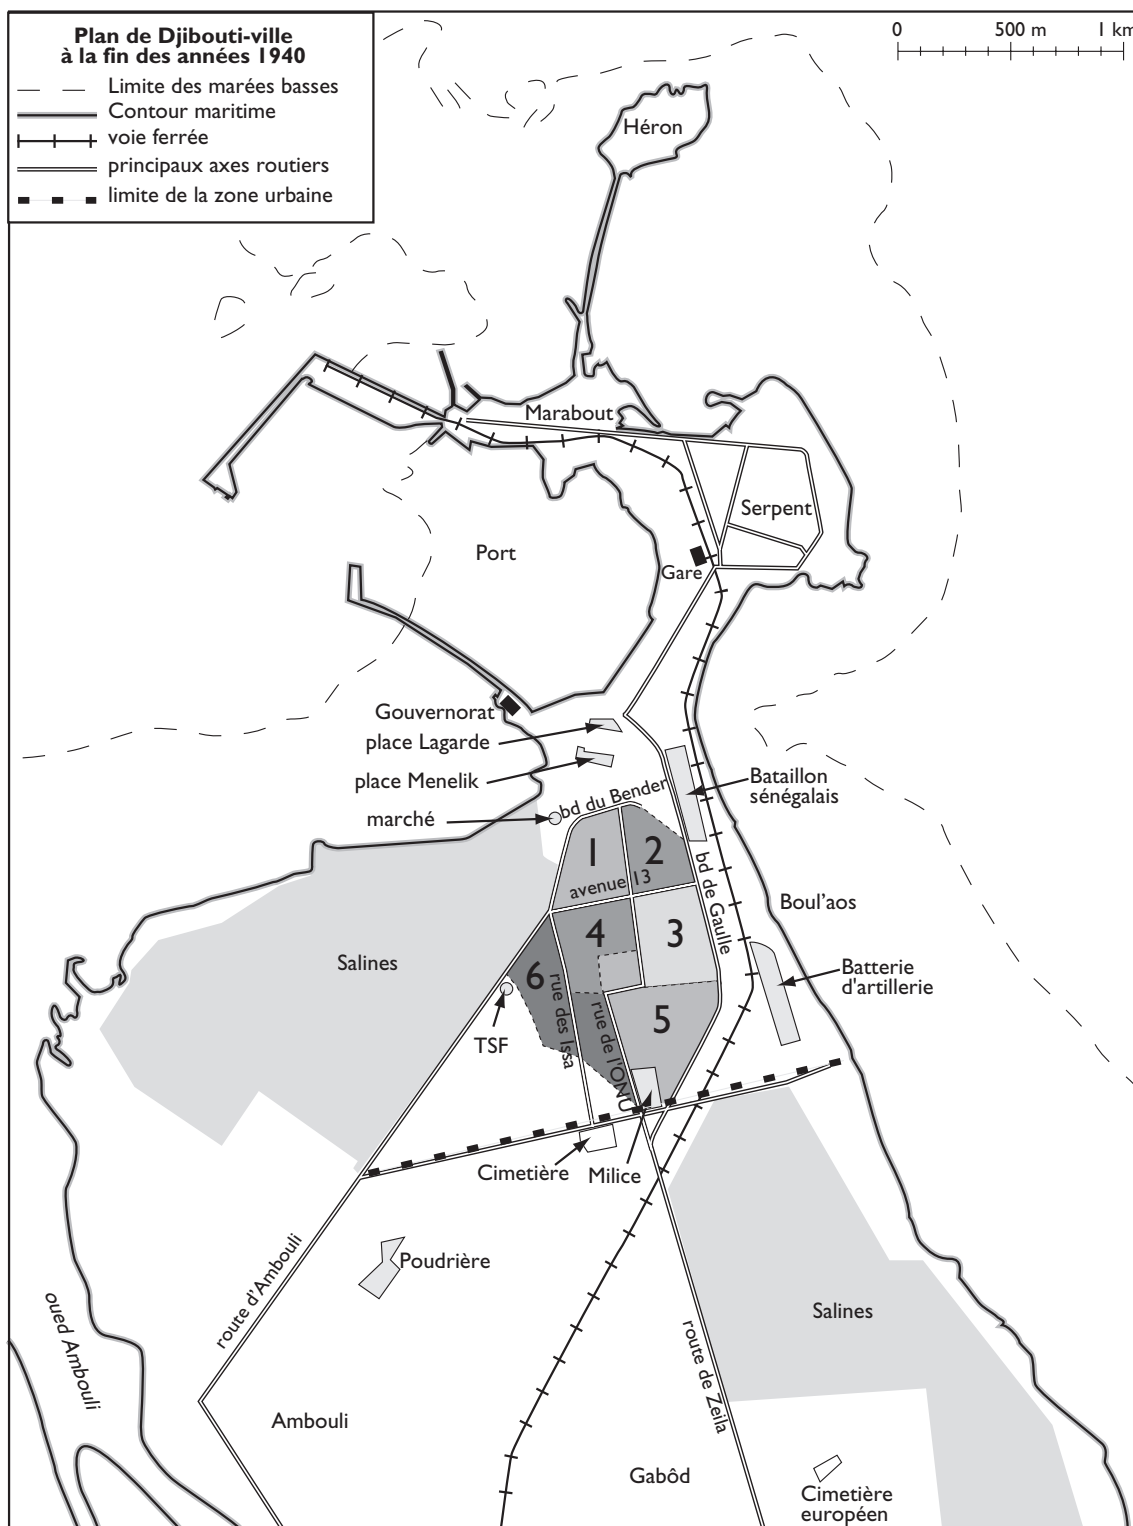 Plan de Djibouti-ville
à la fin des années 1940
Limite des marées basses
Contour maritime
voie ferrée
principaux axes routiers
limite de la zone urbaine
0 500 m 1 km
Héron
Marabout
Serpent
Port
Gare
Gouvernorat
place Lagarde
place Menelik
marché
bd du Bender
Bataillon
sénégalais
1
2
avenue 13
bd de Gaulle
Boul'aos
4
3
Salines
6
rue des Issa
rue de l'ONU
5
Batterie
d'artillerie
TSF
Cimetière
Milice
route d'Ambouli
Poudrière
oued Ambouli
Salines
route de Zeila
Ambouli
Gabôd
Cimetière
européen